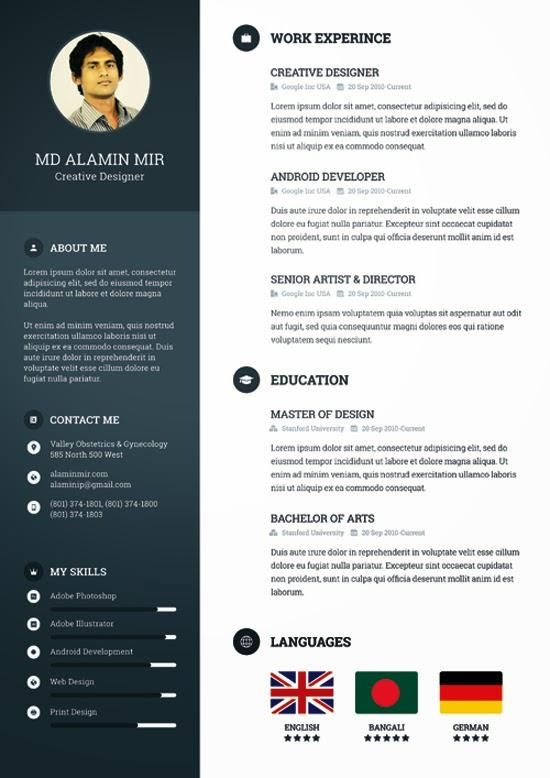 MD ALAMIN MIR
Creative Designer
ABOUT ME
Lorem ipsum dolor sit amet, consectetur
adipisicing elit, sed do eiusmod tempor
incididunt ut labore et dolore magna
aliqua.
Ut enim ad minim veniam, quis nostrud
exercitation ullamco laboris nisi ut
aliquip ex ea commodo consequat. Duis
aute irure dolor in reprehenderit in
voluptate velit esse cillum dolore eu
fugiat nulla pariatur.
CONTACT ME
Valley Obstetrics & Gynecology
585 North 500 West
alaminmir.com
alaminip@gmail.com
(801) 374-1801, (801) 374-1800
(801) 374-1803
MY SKILLS
Adobe Photoshop
Adobe Illustrator
Android Development
Web Design
Print Design
WORK EXPERINCE
CREATIVE DESIGNER
Google Inc USA 20 Sep 2010-Current
Lorem ipsum dolor sit amet, consectetur adipisicing elit, sed do
eiusmod tempor incididunt ut labore et dolore magna aliqua. Ut
enim ad minim veniam, quis nostrud exercitation ullamco laboris
nisi ut aliquip ex ea commodo consequat.
ANDROID DEVELOPER
Google Inc USA 20 Sep 2010-Current
Duis aute irure dolor in reprehenderit in voluptate velit esse cillum
dolore eu fugiat nulla pariatur. Excepteur sint occaecat cupidatat
non proident, sunt in culpa qui officia deserunt mollit anim id est
laborum.
SENIOR ARTIST & DIRECTOR
Google Inc USA 20 Sep 2010-Current
Nemo enim ipsam voluptatem quia voluptas sit aspernatur aut odit
aut fugit, sed quia consequuntur magni dolores eos qui ratione
voluptatem sequi nesciunt.
EDUCATION
MASTER OF DESIGN
Stanford University 20 Sep 2010-Current
Lorem ipsum dolor sit amet, consectetur adipisicing elit, sed do
eiusmod tempor incididunt ut labore et dolore magna aliqua. Ut
enim ad minim veniam, quis nostrud exercitation ullamco laboris
nisi ut aliquip ex ea commodo consequat.
BACHELOR OF ARTS
Stanford University 20 Sep 2010-Current
Duis aute irure dolor in reprehenderit in voluptate velit esse cillum
dolore eu fugiat nulla pariatur. Excepteur sint occaecat cupidatat
non proident, sunt in culpa qui officia deserunt mollit anim id est
laborum.
LANGUAGES
ENGLISH
BANGALI
GERMAN